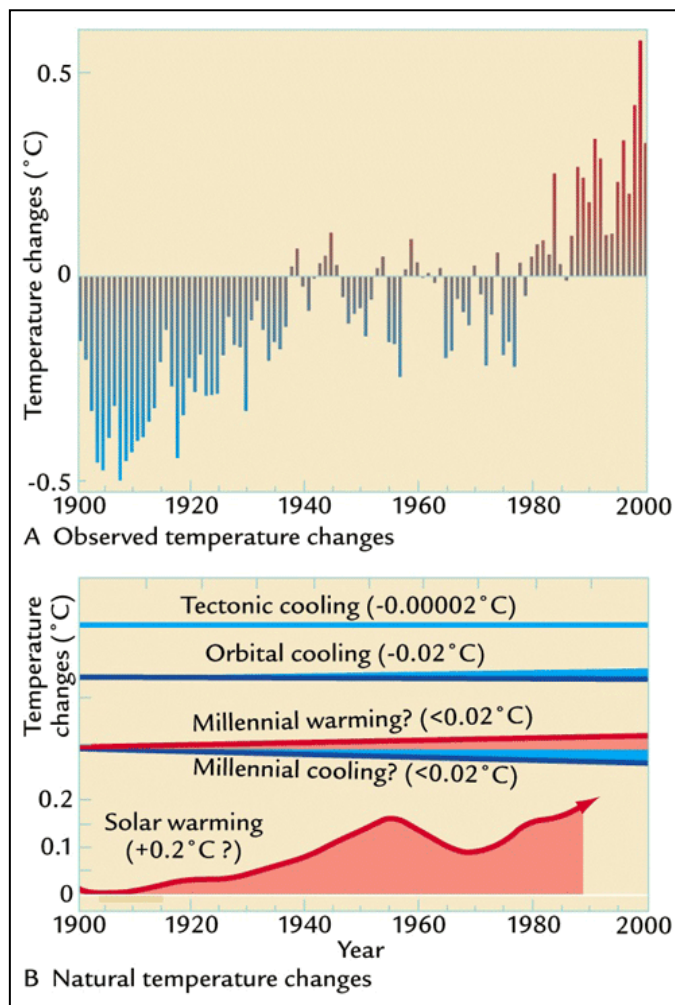 Temperature changes (˚C)
0.5
0
-0.5
1900 1920 1940 1960 1980 2000
A Observed temperature changes
Temperature
changes (˚C)
Tectonic cooling (-0.00002˚C)
Orbital cooling (-0.02˚C)
Millennial warming? (<0.02˚C)
Millennial cooling? (<0.02˚C)
0.2
0.1
0
Solar warming
(+0.2˚C ?)
1900 1920 1940 1960 1980 2000
Year
B Natural temperature changes